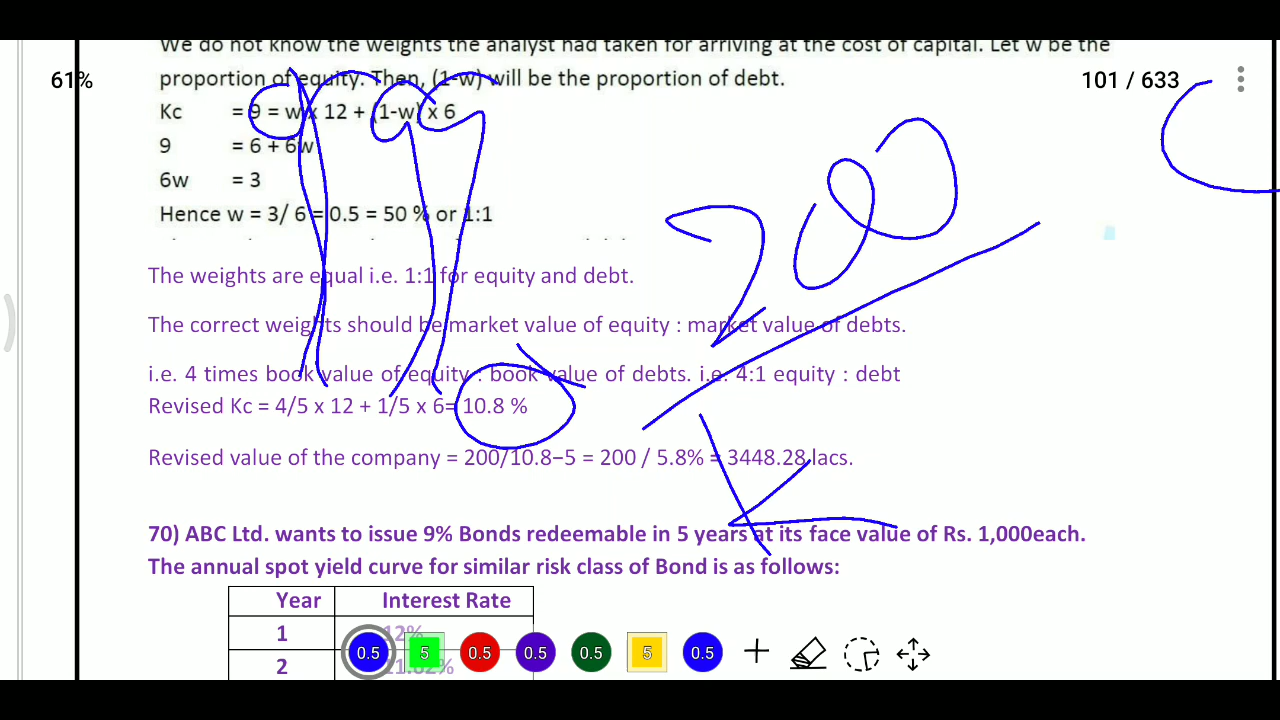 We do not know the weights the analyst had taken for arriving at the cost of capital. Let w be the
61%
proportion of equity. Then, (1-w) will be the proportion of debt.
101 / 633
Kc = 9 = w x 12 + (1-w) x 6
9 = 6 + 6w
6w = 3
Hence w = 3/ 6 = 0.5 = 50 % or 1:1
200
The weights are equal i.e. 1:1 for equity and debt.
The correct weights should be market value of equity : market value of debts.
i.e. 4 times book value of equity : book value of debts. i.e. 4:1 equity : debt
Revised Kc = 4/5 x 12 + 1/5 x 6= 10.8 %
K
Revised value of the company = 200/10.8–5 = 200 / 5.8% = 3448.28 lacs.
70) ABC Ltd. wants to issue 9% Bonds redeemable in 5 years at its face value of Rs. 1,000each.
The annual spot yield curve for similar risk class of Bond is as follows:
Year Interest Rate
1 12%
2 11.62%
0.5 5 0.5 0.5 0.5 5 0.5